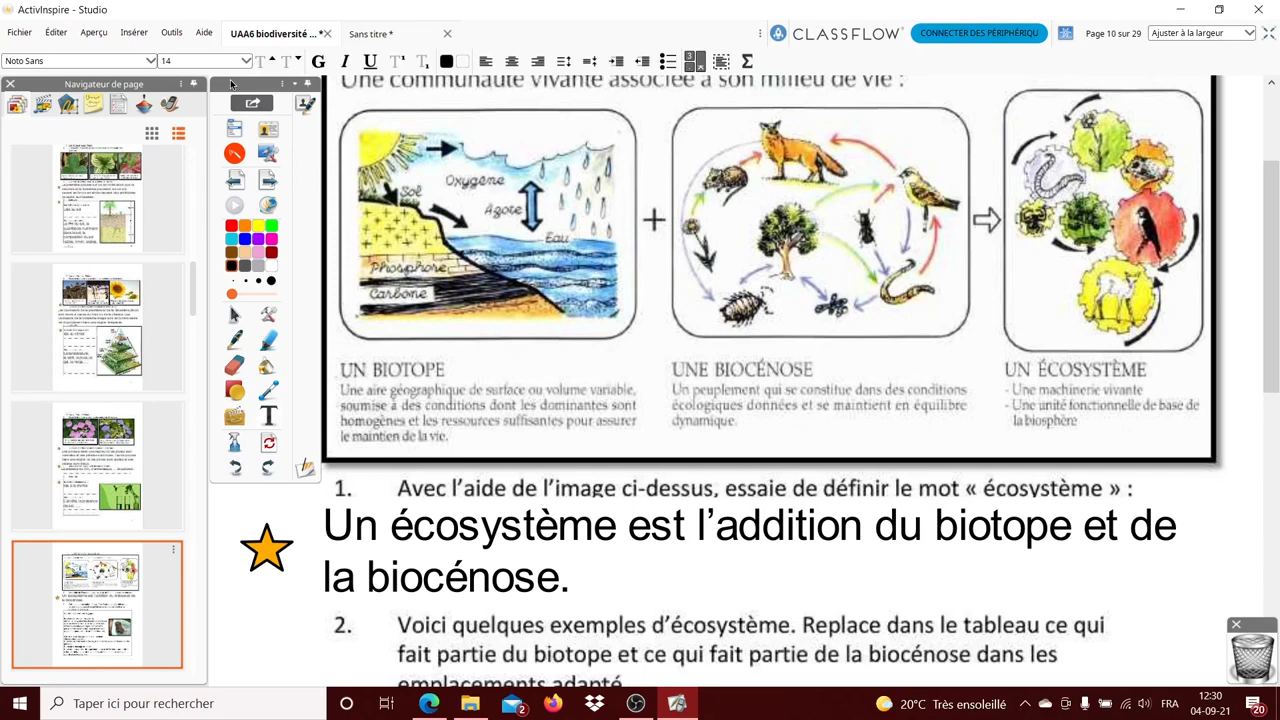 ActivInspire - Studio
Fichier Éditer Aperçu Insérer Outils Aide
UAA6 biodiversité ...*
Sans titre *
CLASSFLOW
CONNECTER DES PÉRIPHÉRIQU
Page 10 sur 29
Ajuster à la largeur
Noto Sans
14
G I U
Navigateur de page
Une communauté vivante associée à son milieu de vie :
Oxygène
Sol
Azote
Eau
Phosphore
Carbone
+
UN BIOTOPE
Une aire géographique de surface ou volume variable,
soumise à des conditions dont les dominantes sont
homogènes et les ressources suffisantes pour assurer
le maintien de la vie.
UNE BIOCÉNOSE
Un peuplement qui se constitue dans des conditions
écologiques données et se maintient en équilibre
dynamique.
UN ÉCOSYSTÈME
- Une machinerie vivante
- Une unité fonctionnelle de base de
la biosphère
1. Avec l'aide de l'image ci-dessus, essaie de définir le mot « écosystème » :
Un écosystème est l'addition du biotope et de
la biocénose.
2. Voici quelques exemples d'écosystème. Replace dans le tableau ce qui
fait partie du biotope et ce qui fait partie de la biocénose dans les
emplacements adapté
Taper ici pour rechercher
2
20°C Très ensoleillé
FRA
12:30
04-09-21
20